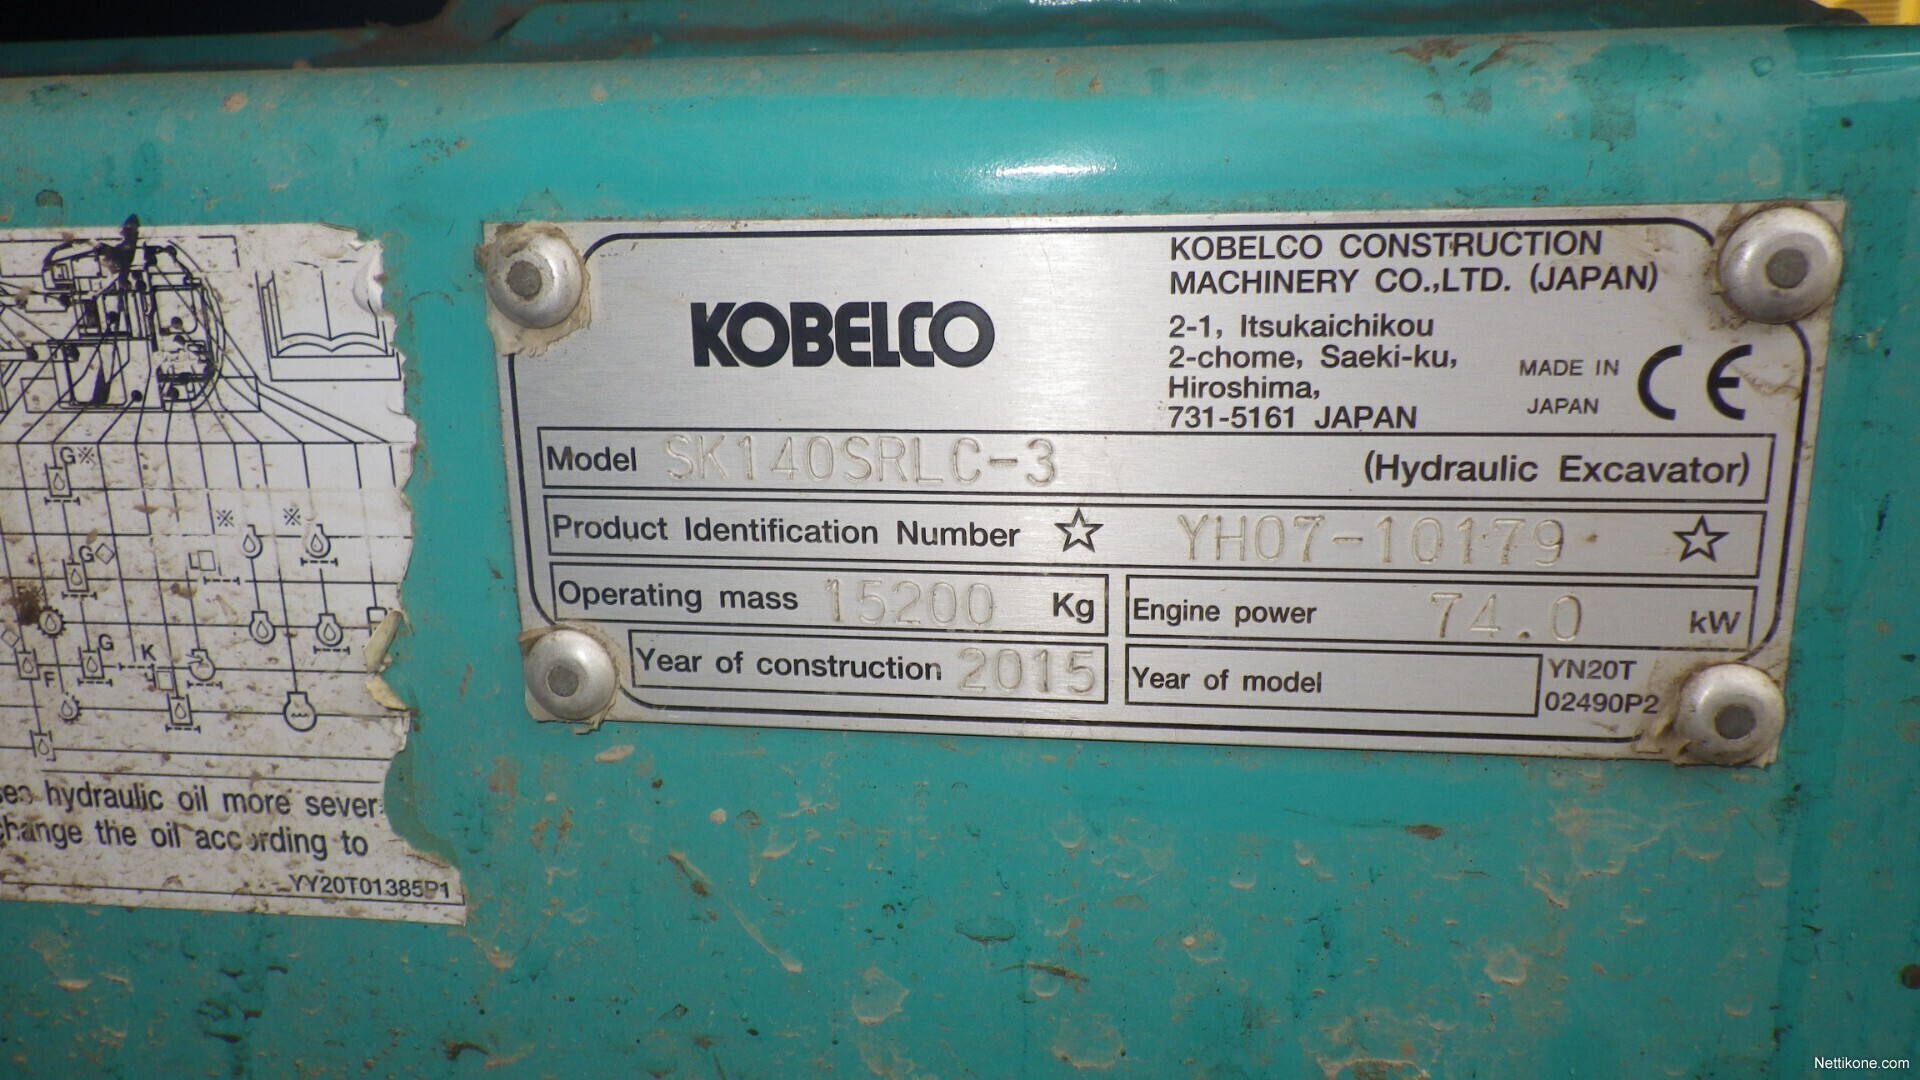 KOBELCO
KOBELCO CONSTRUCTION
MACHINERY CO.,LTD. (JAPAN)
2-1, Itsukaichikou
2-chome, Saeki-ku,
Hiroshima,
731-5161 JAPAN
MADE IN
JAPAN
CE
Model SK140SRLC-3 (Hydraulic Excavator)
Product Identification Number ☆ YH07-10179 ☆
Operating mass 15200 Kg
Engine power 74.0 kW
Year of construction 2015
Year of model
YN20T
02490P2
G※
※ ※
G◇
G
K
F
hydraulic oil more sever
change the oil according to
YY20T01385P1
Nettikone.com